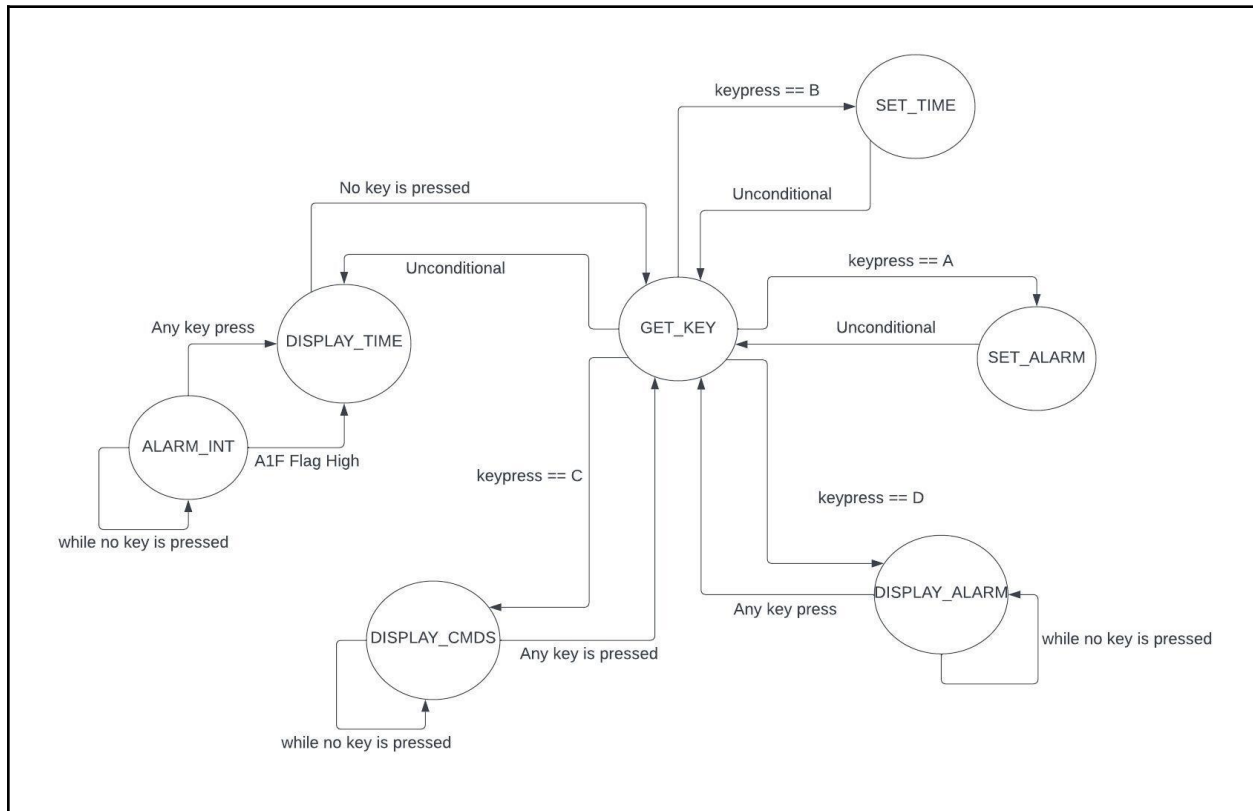 keypress == B
SET_TIME
No key is pressed
Unconditional
Unconditional
keypress == A
Any key press
DISPLAY_TIME
GET_KEY
Unconditional
SET_ALARM
ALARM_INT
A1F Flag High
keypress == C
keypress == D
while no key is pressed
DISPLAY_ALARM
Any key press
DISPLAY_CMDS
Any key is pressed
while no key is pressed
while no key is pressed